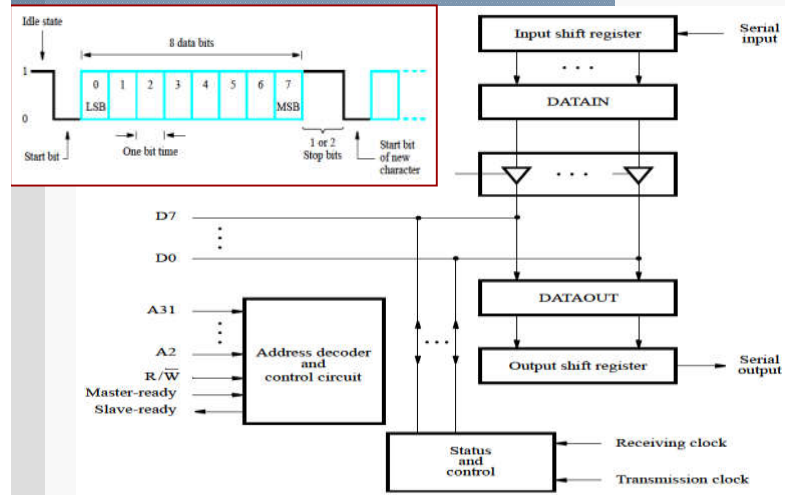 Idle state
8 data bits
1
0
0
LSB
1
2
3
4
5
6
7
MSB
Start bit
One bit time
1 or 2
Stop bits
Start bit
of new
character
Input shift register
Serial
input
DATAIN
D7
D0
DATAOUT
A31
A2
R/W̅
Master-ready
Slave-ready
Address decoder
and
control circuit
Output shift register
Serial
output
Status
and
control
Receiving clock
Transmission clock